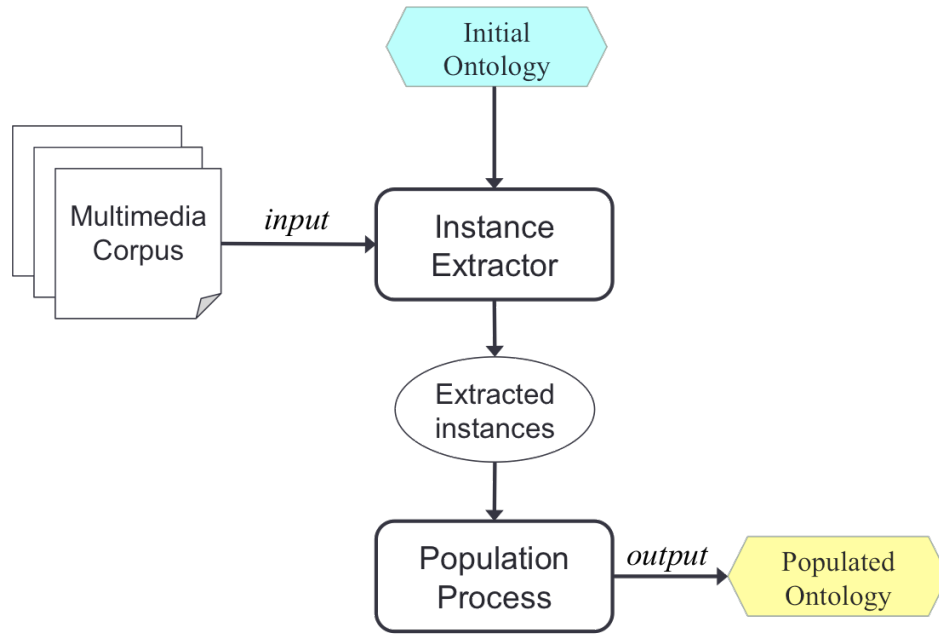 Initial
Ontology
Multimedia
Corpus
input
Instance
Extractor
Extracted
instances
Population
Process
output
Populated
Ontology